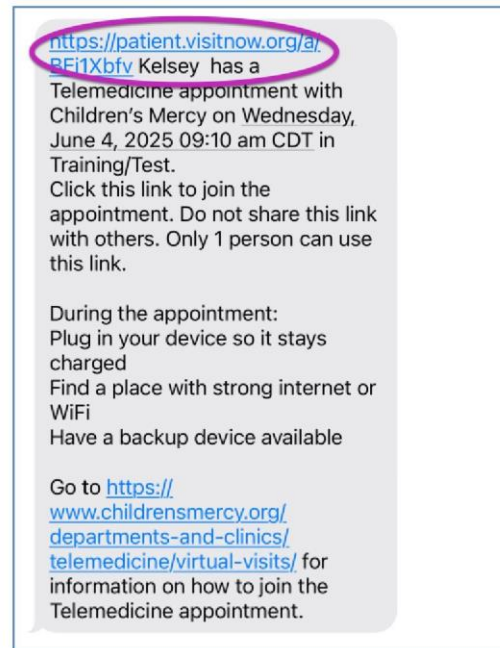 https://patient.visitnow.org/a/
BFi1Xbfv Kelsey  has a
Telemedicine appointment with
Children's Mercy on Wednesday,
June 4, 2025 09:10 am CDT in
Training/Test.
Click this link to join the
appointment. Do not share this link
with others. Only 1 person can use
this link.

During the appointment:
Plug in your device so it stays
charged
Find a place with strong internet or
WiFi
Have a backup device available

Go to https://
www.childrensmercy.org/
departments-and-clinics/
telemedicine/virtual-visits/ for
information on how to join the
Telemedicine appointment.